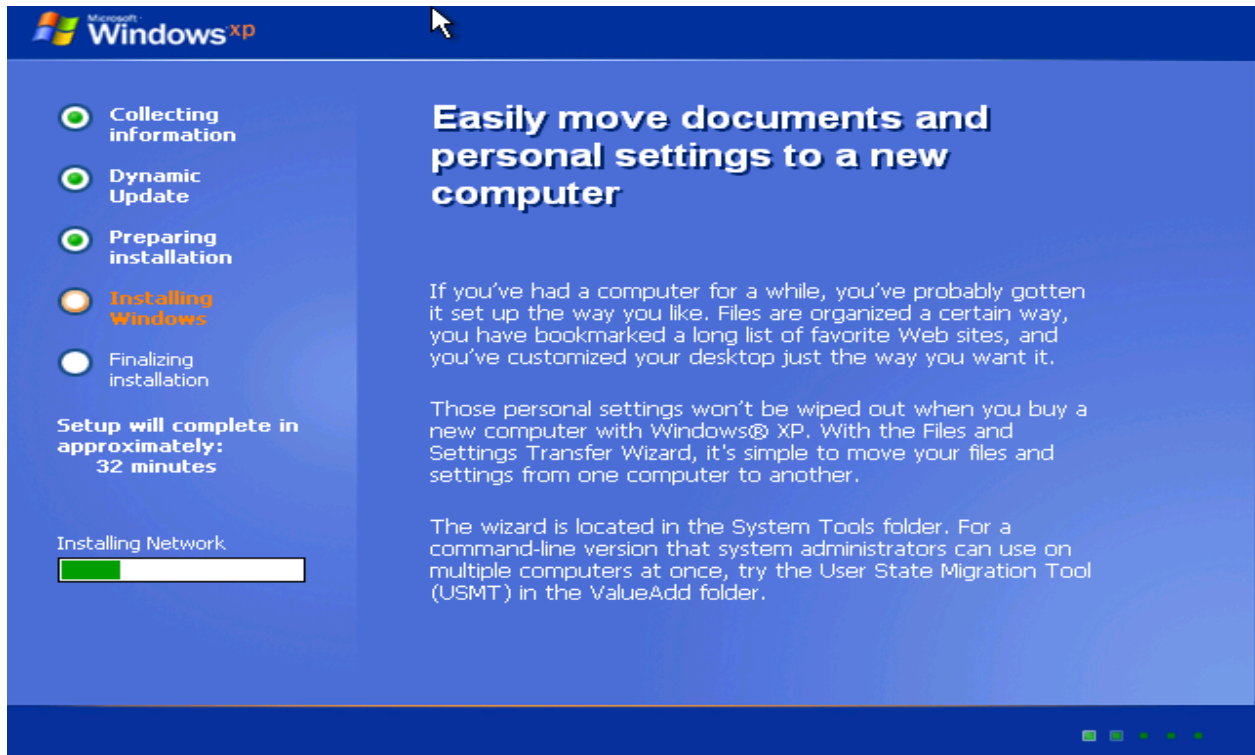 Microsoft
Windows xp
Collecting
information
Dynamic
Update
Preparing
installation
Installing
Windows
Finalizing
installation
Setup will complete in
approximately:
32 minutes
Installing Network
Easily move documents and
personal settings to a new
computer
If you've had a computer for a while, you've probably gotten
it set up the way you like. Files are organized a certain way,
you have bookmarked a long list of favorite Web sites, and
you've customized your desktop just the way you want it.
Those personal settings won't be wiped out when you buy a
new computer with Windows® XP. With the Files and
Settings Transfer Wizard, it's simple to move your files and
settings from one computer to another.
The wizard is located in the System Tools folder. For a
command-line version that system administrators can use on
multiple computers at once, try the User State Migration Tool
(USMT) in the ValueAdd folder.